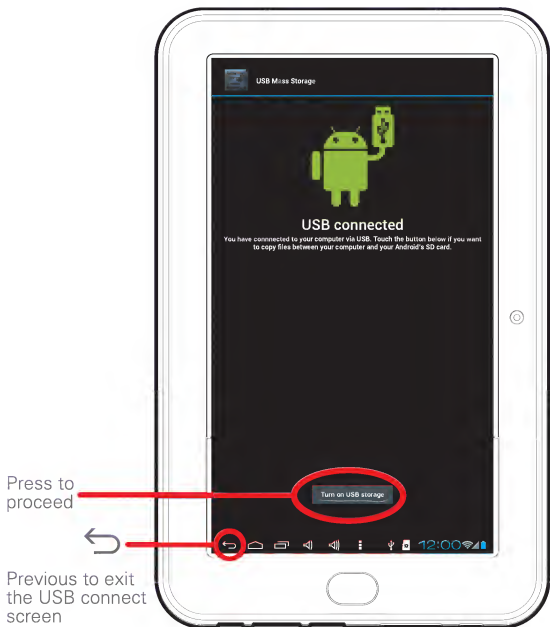 USB Mass Storage
USB connected
You have connnected to your computer via USB. Touch the button below if you want
to copy files between your computer and your Android's SD card.
Press to
proceed
Turn on USB storage
12:00
Previous to exit
the USB connect
screen